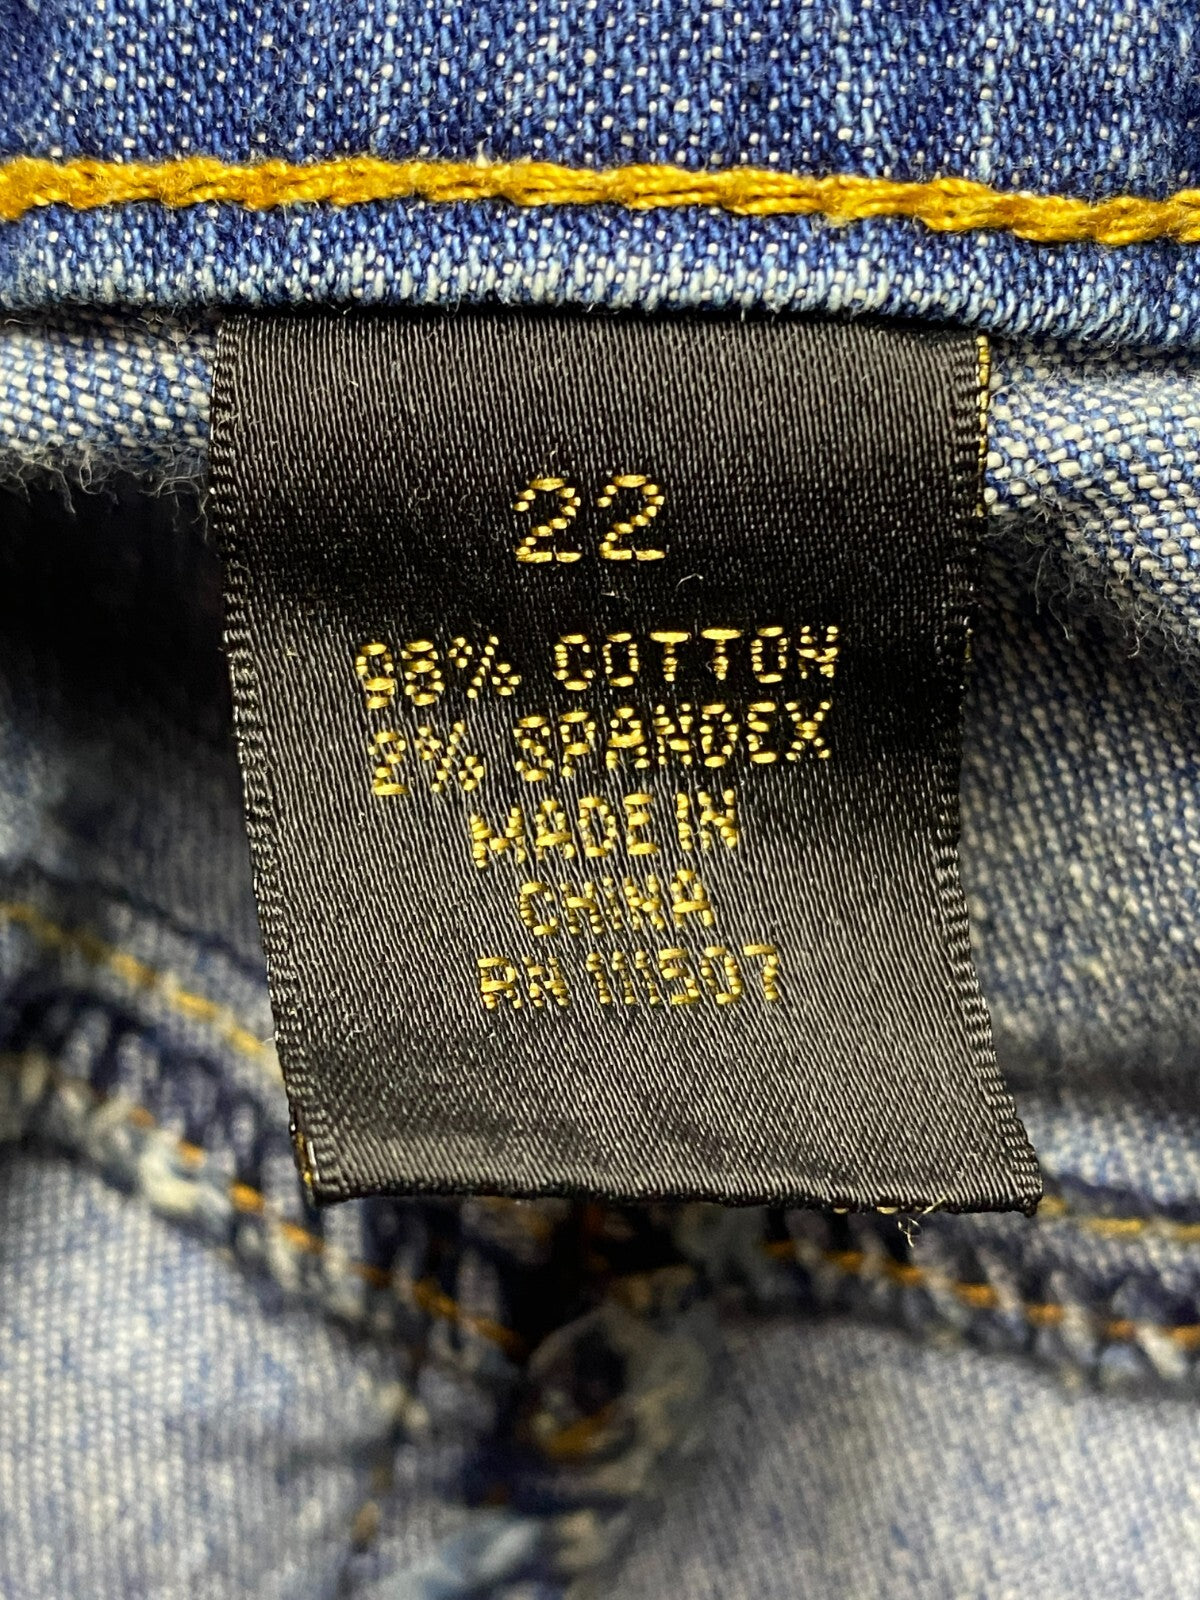 22
98% COTTON
2% SPANDEX
MADE IN
CHINA
RN 111507